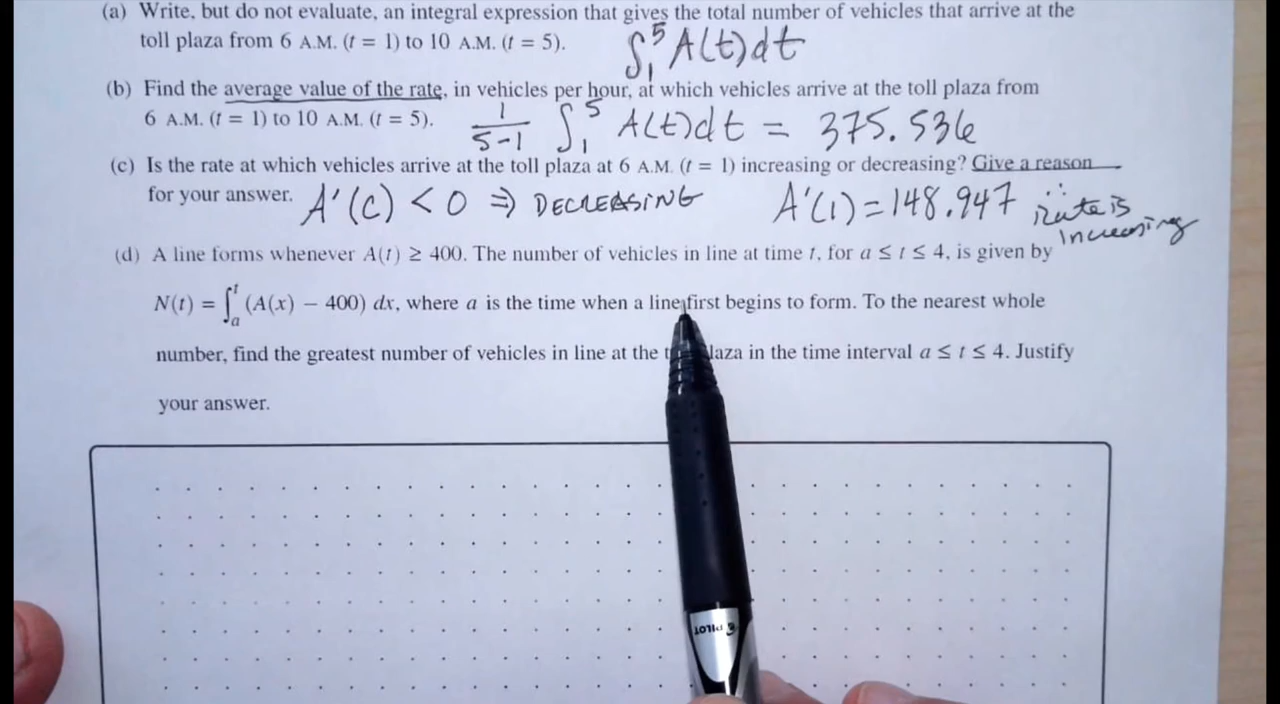 (a) Write, but do not evaluate, an integral expression that gives the total number of vehicles that arrive at the
toll plaza from 6 A.M. (t = 1) to 10 A.M. (t = 5). ∫₁⁵ A(t)dt
(b) Find the average value of the rate, in vehicles per hour, at which vehicles arrive at the toll plaza from
6 A.M. (t = 1) to 10 A.M. (t = 5). 1/(5-1) ∫₁⁵ A(t)dt = 375.536
(c) Is the rate at which vehicles arrive at the toll plaza at 6 A.M. (t = 1) increasing or decreasing? Give a reason
for your answer. A'(c) < 0 ⇒ DECREASING A'(1) = 148.947 ∴ Rate is
Increasing
(d) A line forms whenever A(t) ≥ 400. The number of vehicles in line at time t, for a ≤ t ≤ 4, is given by
N(t) = ∫ₐᵗ (A(x) − 400) dx, where a is the time when a line first begins to form. To the nearest whole
number, find the greatest number of vehicles in line at the in the time interval a ≤ t ≤ 4. Justify
your answer.
PILOT